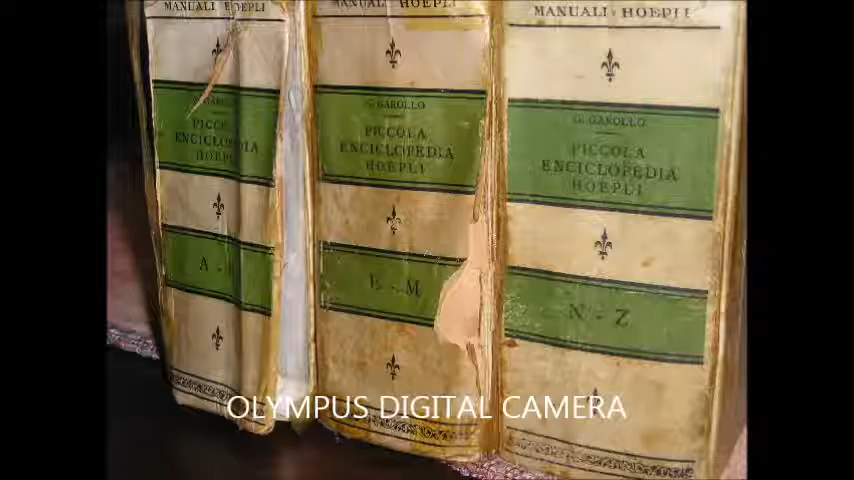 MANUALI HOEPLI
PICCOLA
ENCICLOPEDIA
HOEPLI
A -
MANUALI HOEPLI
G. GAROLLO
PICCOLA
ENCICLOPEDIA
HOEPLI
- M
MANUALI HOEPLI
G. GAROLLO
PICCOLA
ENCICLOPEDIA
HOEPLI
N - Z
OLYMPUS DIGITAL CAMERA